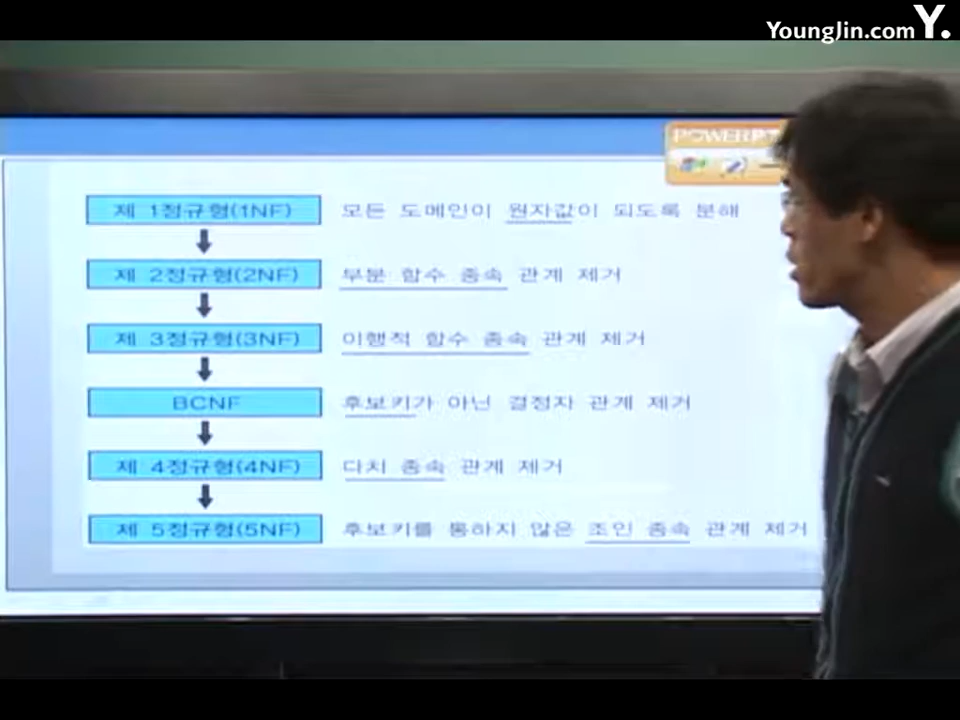 YoungJin.com Y.
POWERP
제 1정규형(1NF) 모든 도메인이 원자값이 되도록 분해
제 2정규형(2NF) 부분 함수 종속 관계 제거
제 3정규형(3NF) 이행적 함수 종속 관계 제거
BCNF 후보키가 아닌 결정자 관계 제거
제 4정규형(4NF) 다치 종속 관계 제거
제 5정규형(5NF) 후보키를 통하지 않은 조인 종속 관계 제거